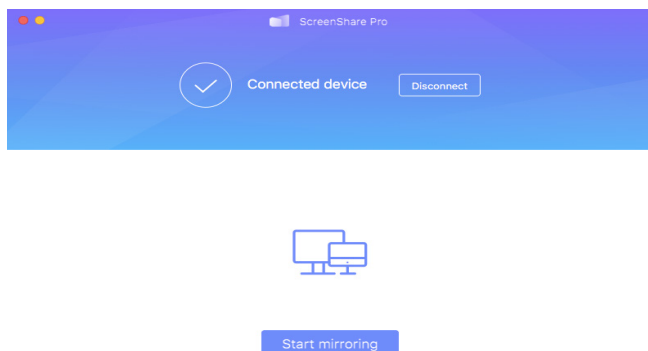 ScreenShare Pro
Connected device
Disconnect
Start mirroring